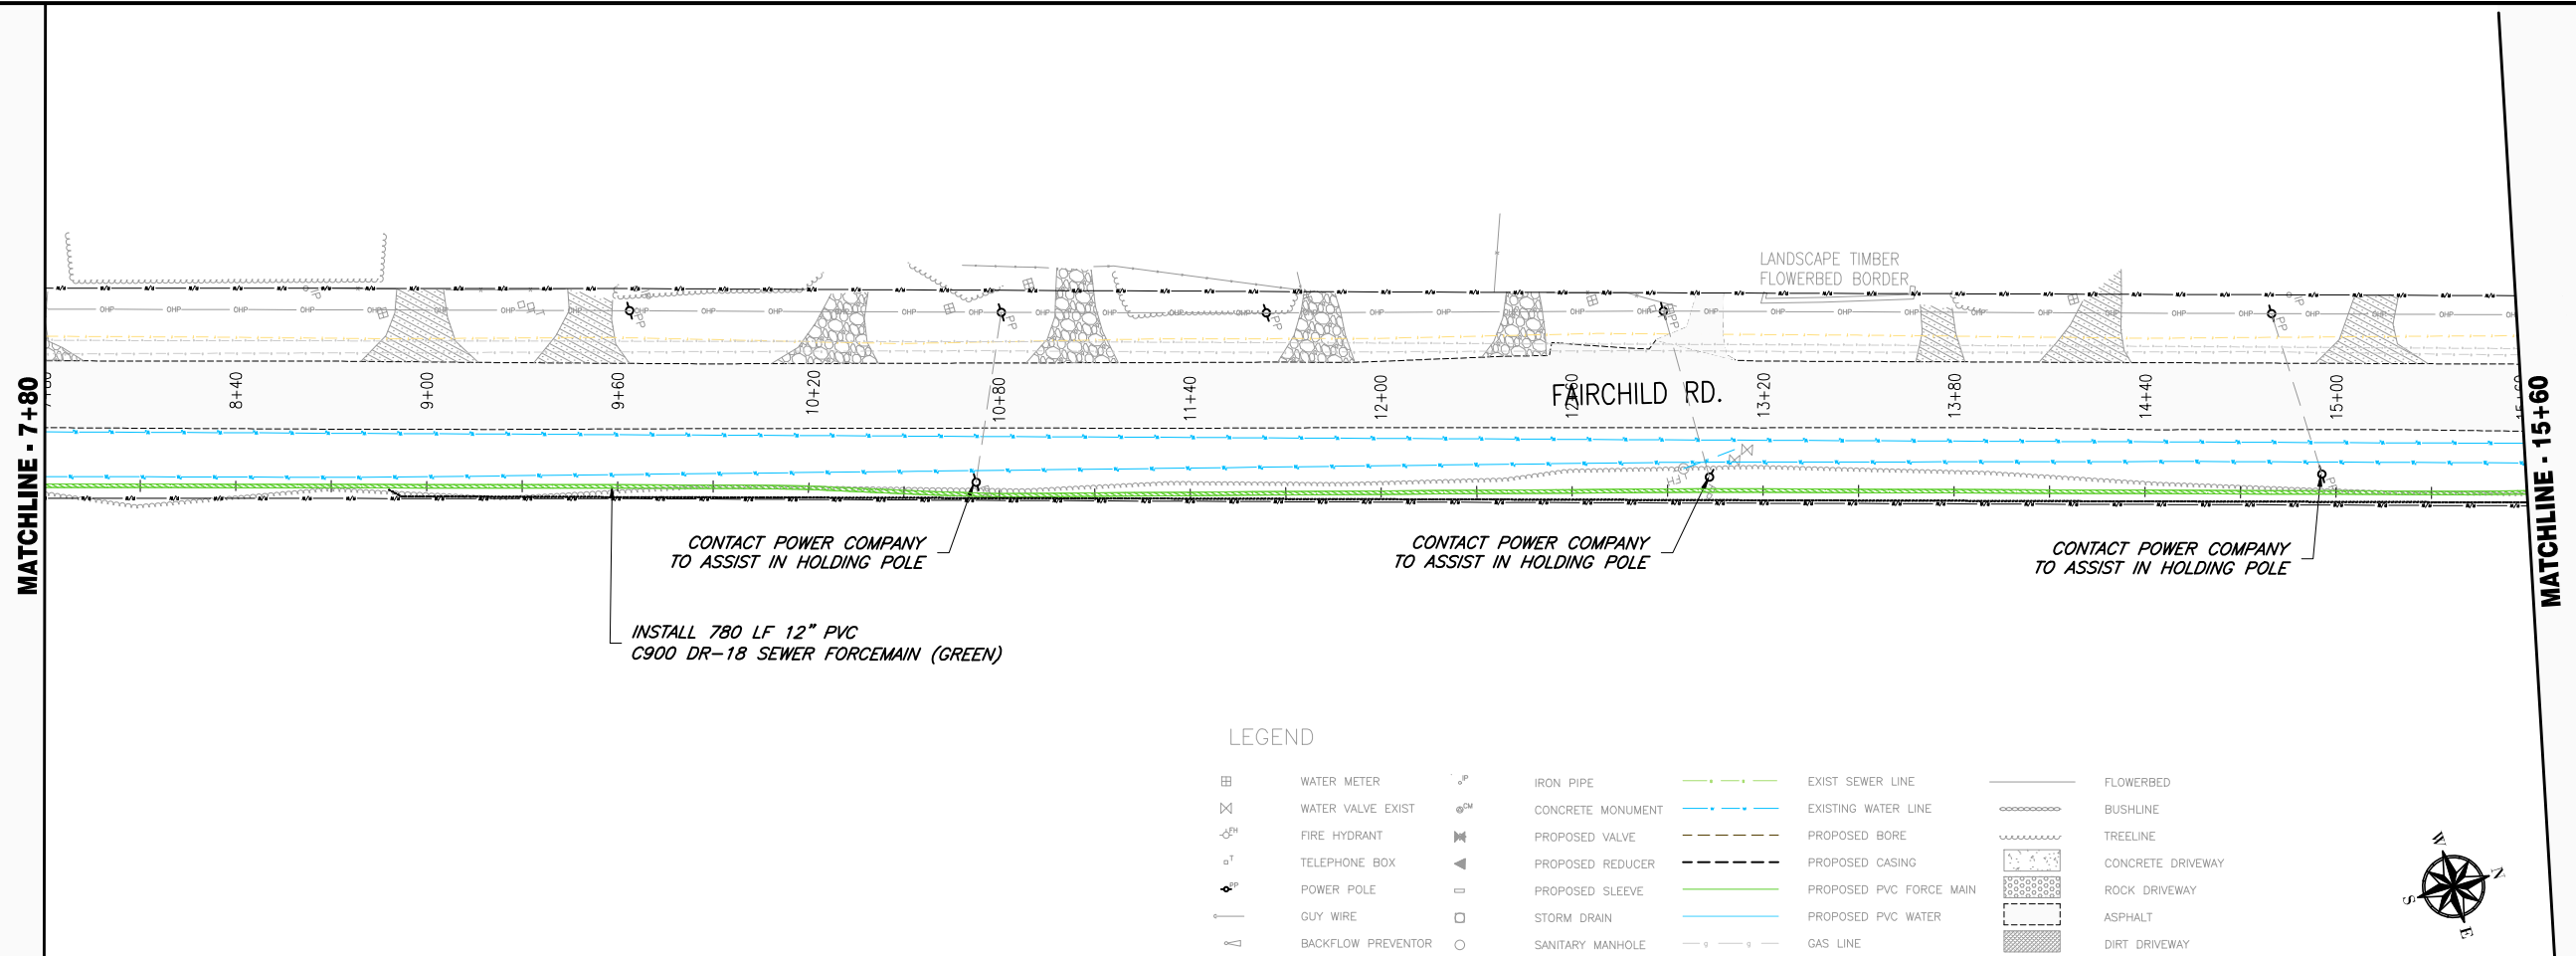 LANDSCAPE TIMBER
FLOWERBED BORDER
MATCHLINE - 7+80
8+40
9+00
9+60
10+20
10+80
11+40
12+00
13+20
13+80
14+40
15+00
FAIRCHILD RD.
MATCHLINE - 15+60
CONTACT POWER COMPANY
TO ASSIST IN HOLDING POLE
CONTACT POWER COMPANY
TO ASSIST IN HOLDING POLE
CONTACT POWER COMPANY
TO ASSIST IN HOLDING POLE
INSTALL 780 LF 12" PVC
C900 DR-18 SEWER FORCEMAIN (GREEN)
LEGEND
WATER METER
WATER VALVE EXIST
FH FIRE HYDRANT
T TELEPHONE BOX
PP POWER POLE
GUY WIRE
BACKFLOW PREVENTOR
IP IRON PIPE
CM CONCRETE MONUMENT
PROPOSED VALVE
PROPOSED REDUCER
PROPOSED SLEEVE
STORM DRAIN
SANITARY MANHOLE
EXIST SEWER LINE
EXISTING WATER LINE
PROPOSED BORE
PROPOSED CASING
PROPOSED PVC FORCE MAIN
PROPOSED PVC WATER
GAS LINE
FLOWERBED
BUSHLINE
TREELINE
CONCRETE DRIVEWAY
ROCK DRIVEWAY
ASPHALT
DIRT DRIVEWAY
W
N
S
E